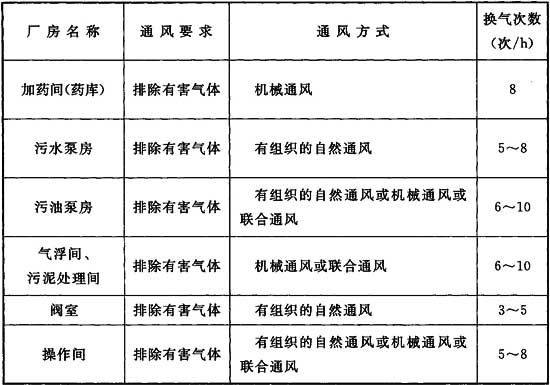 厂房名称 通风要求 通风方式 换气次数
(次/h)
加药间(药库) 排除有害气体 机械通风 8
污水泵房 排除有害气体 有组织的自然通风 5～8
污油泵房 排除有害气体 有组织的自然通风或机械通风或
联合通风 6～10
气浮间、
污泥处理间 排除有害气体 机械通风或联合通风 6～10
阀室 排除有害气体 有组织的自然通风 3～5
操作间 排除有害气体 有组织的自然通风或机械通风或
联合通风 5～8